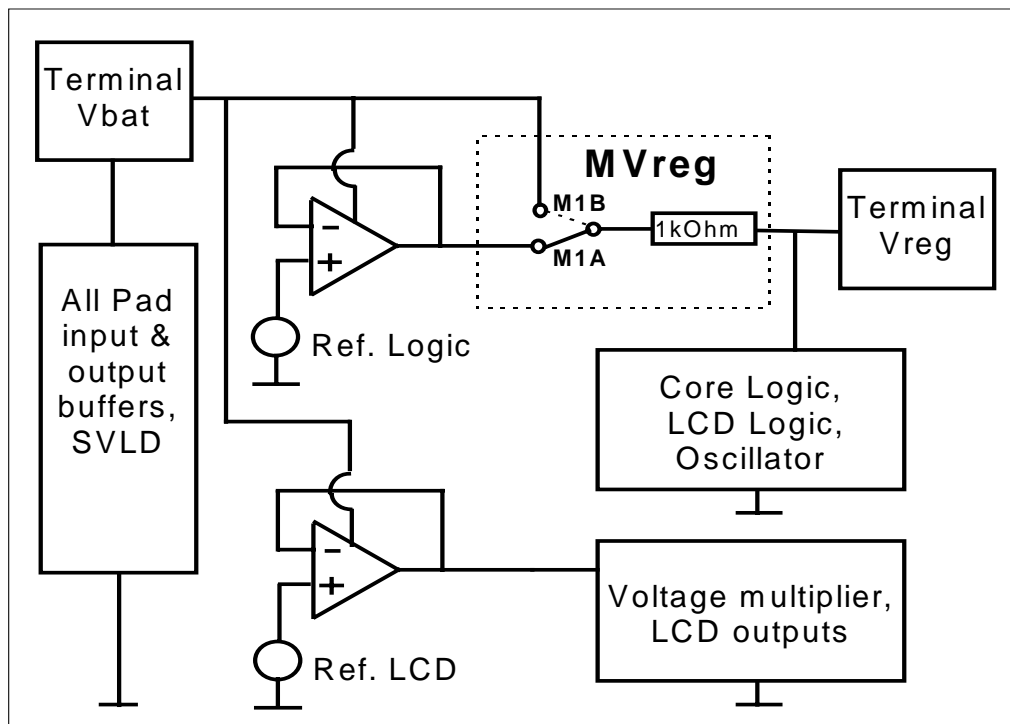 Terminal
Vbat
MVreg
M1B
1kOhm
M1A
Terminal
Vreg
-
+
Ref. Logic
All Pad
input &
output
buffers,
SVLD
Core Logic,
LCD Logic,
Oscillator
-
+
Ref. LCD
Voltage multiplier,
LCD outputs